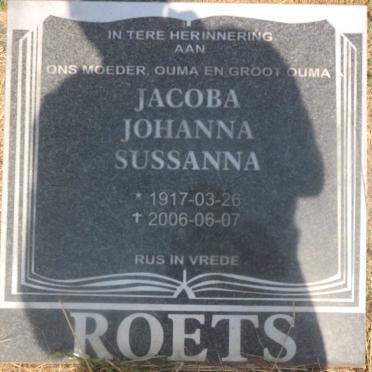 IN TERE HERINNERING
AAN
ONS MOEDER, OUMA EN GROOT OUMA
JACOBA
JOHANNA
SUSSANNA
* 1917-03-26
✝ 2006-06-07
RUS IN VREDE
ROETS